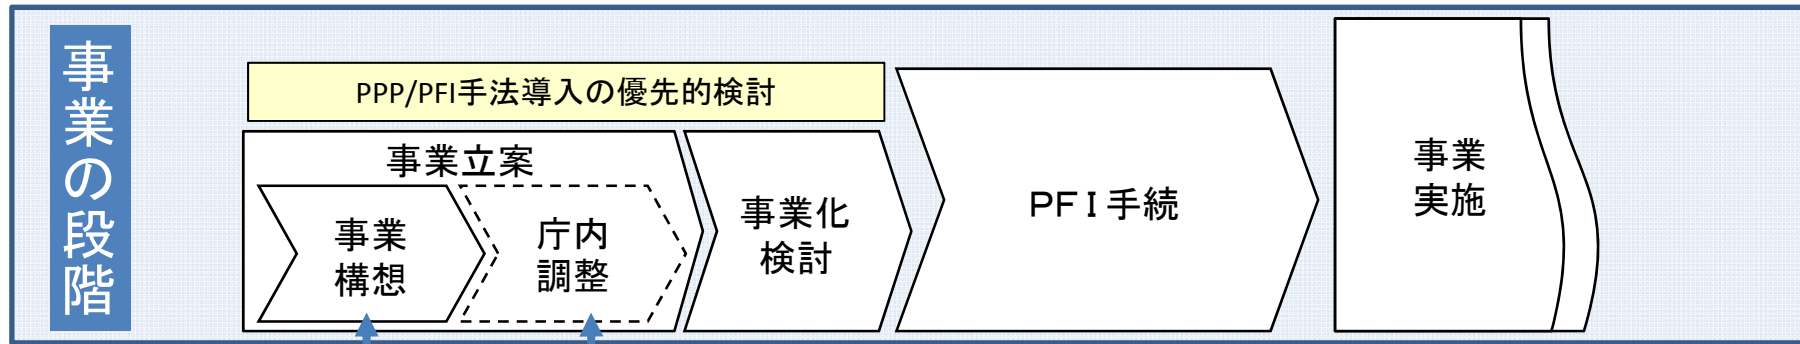 事業の段階
PPP/PFI手法導入の優先的検討
事業立案
事業
構想
庁内
調整
事業化
検討
ＰＦＩ手続
事業
実施